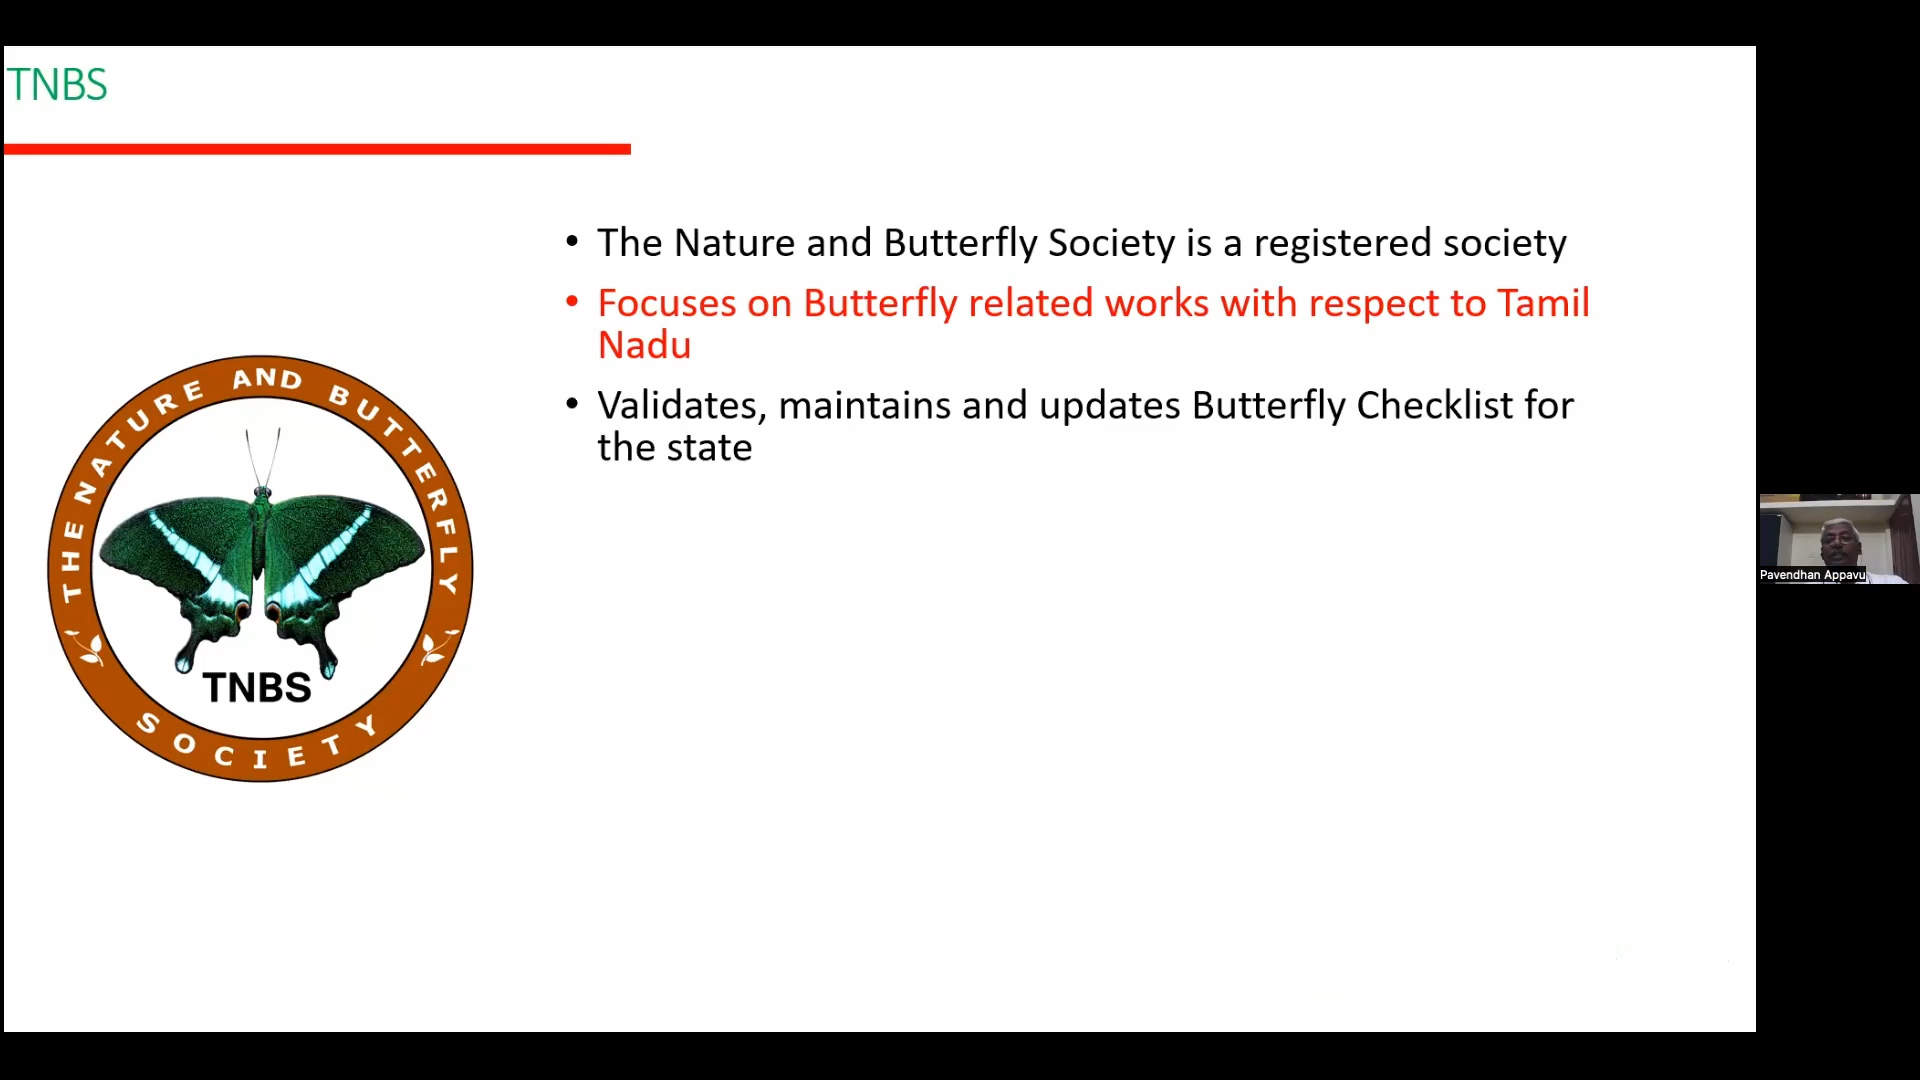 TNBS
• The Nature and Butterfly Society is a registered society
• Focuses on Butterfly related works with respect to Tamil
Nadu
• Validates, maintains and updates Butterfly Checklist for
the state
THE NATURE AND BUTTERFLY
TNBS
SOCIETY
Pavendhan Appavu